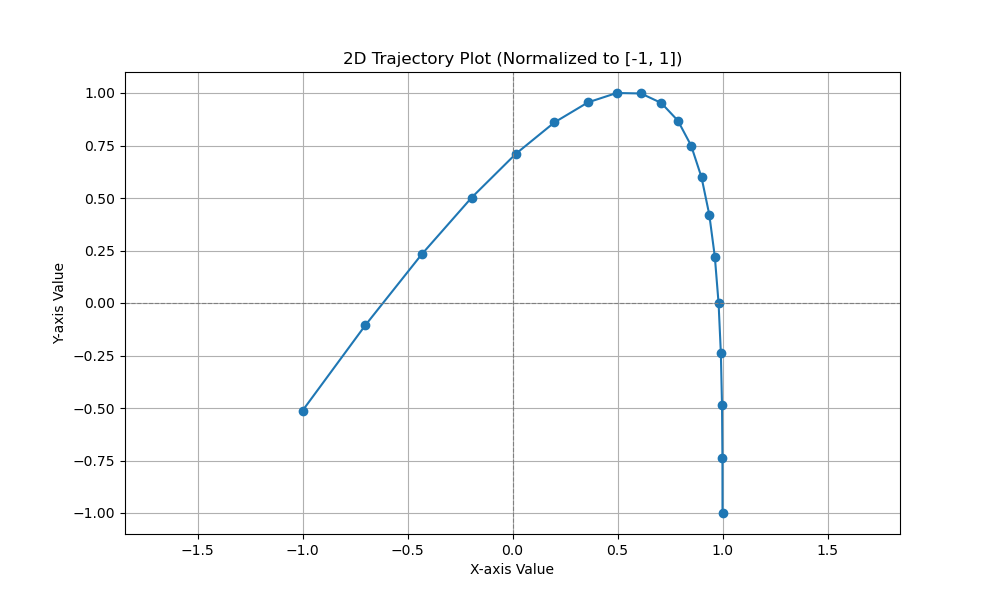 2D Trajectory Plot (Normalized to [-1, 1])
1.00
0.75
0.50
0.25
0.00
−0.25
−0.50
−0.75
−1.00
Y-axis Value
−1.5 −1.0 −0.5 0.0 0.5 1.0 1.5
X-axis Value